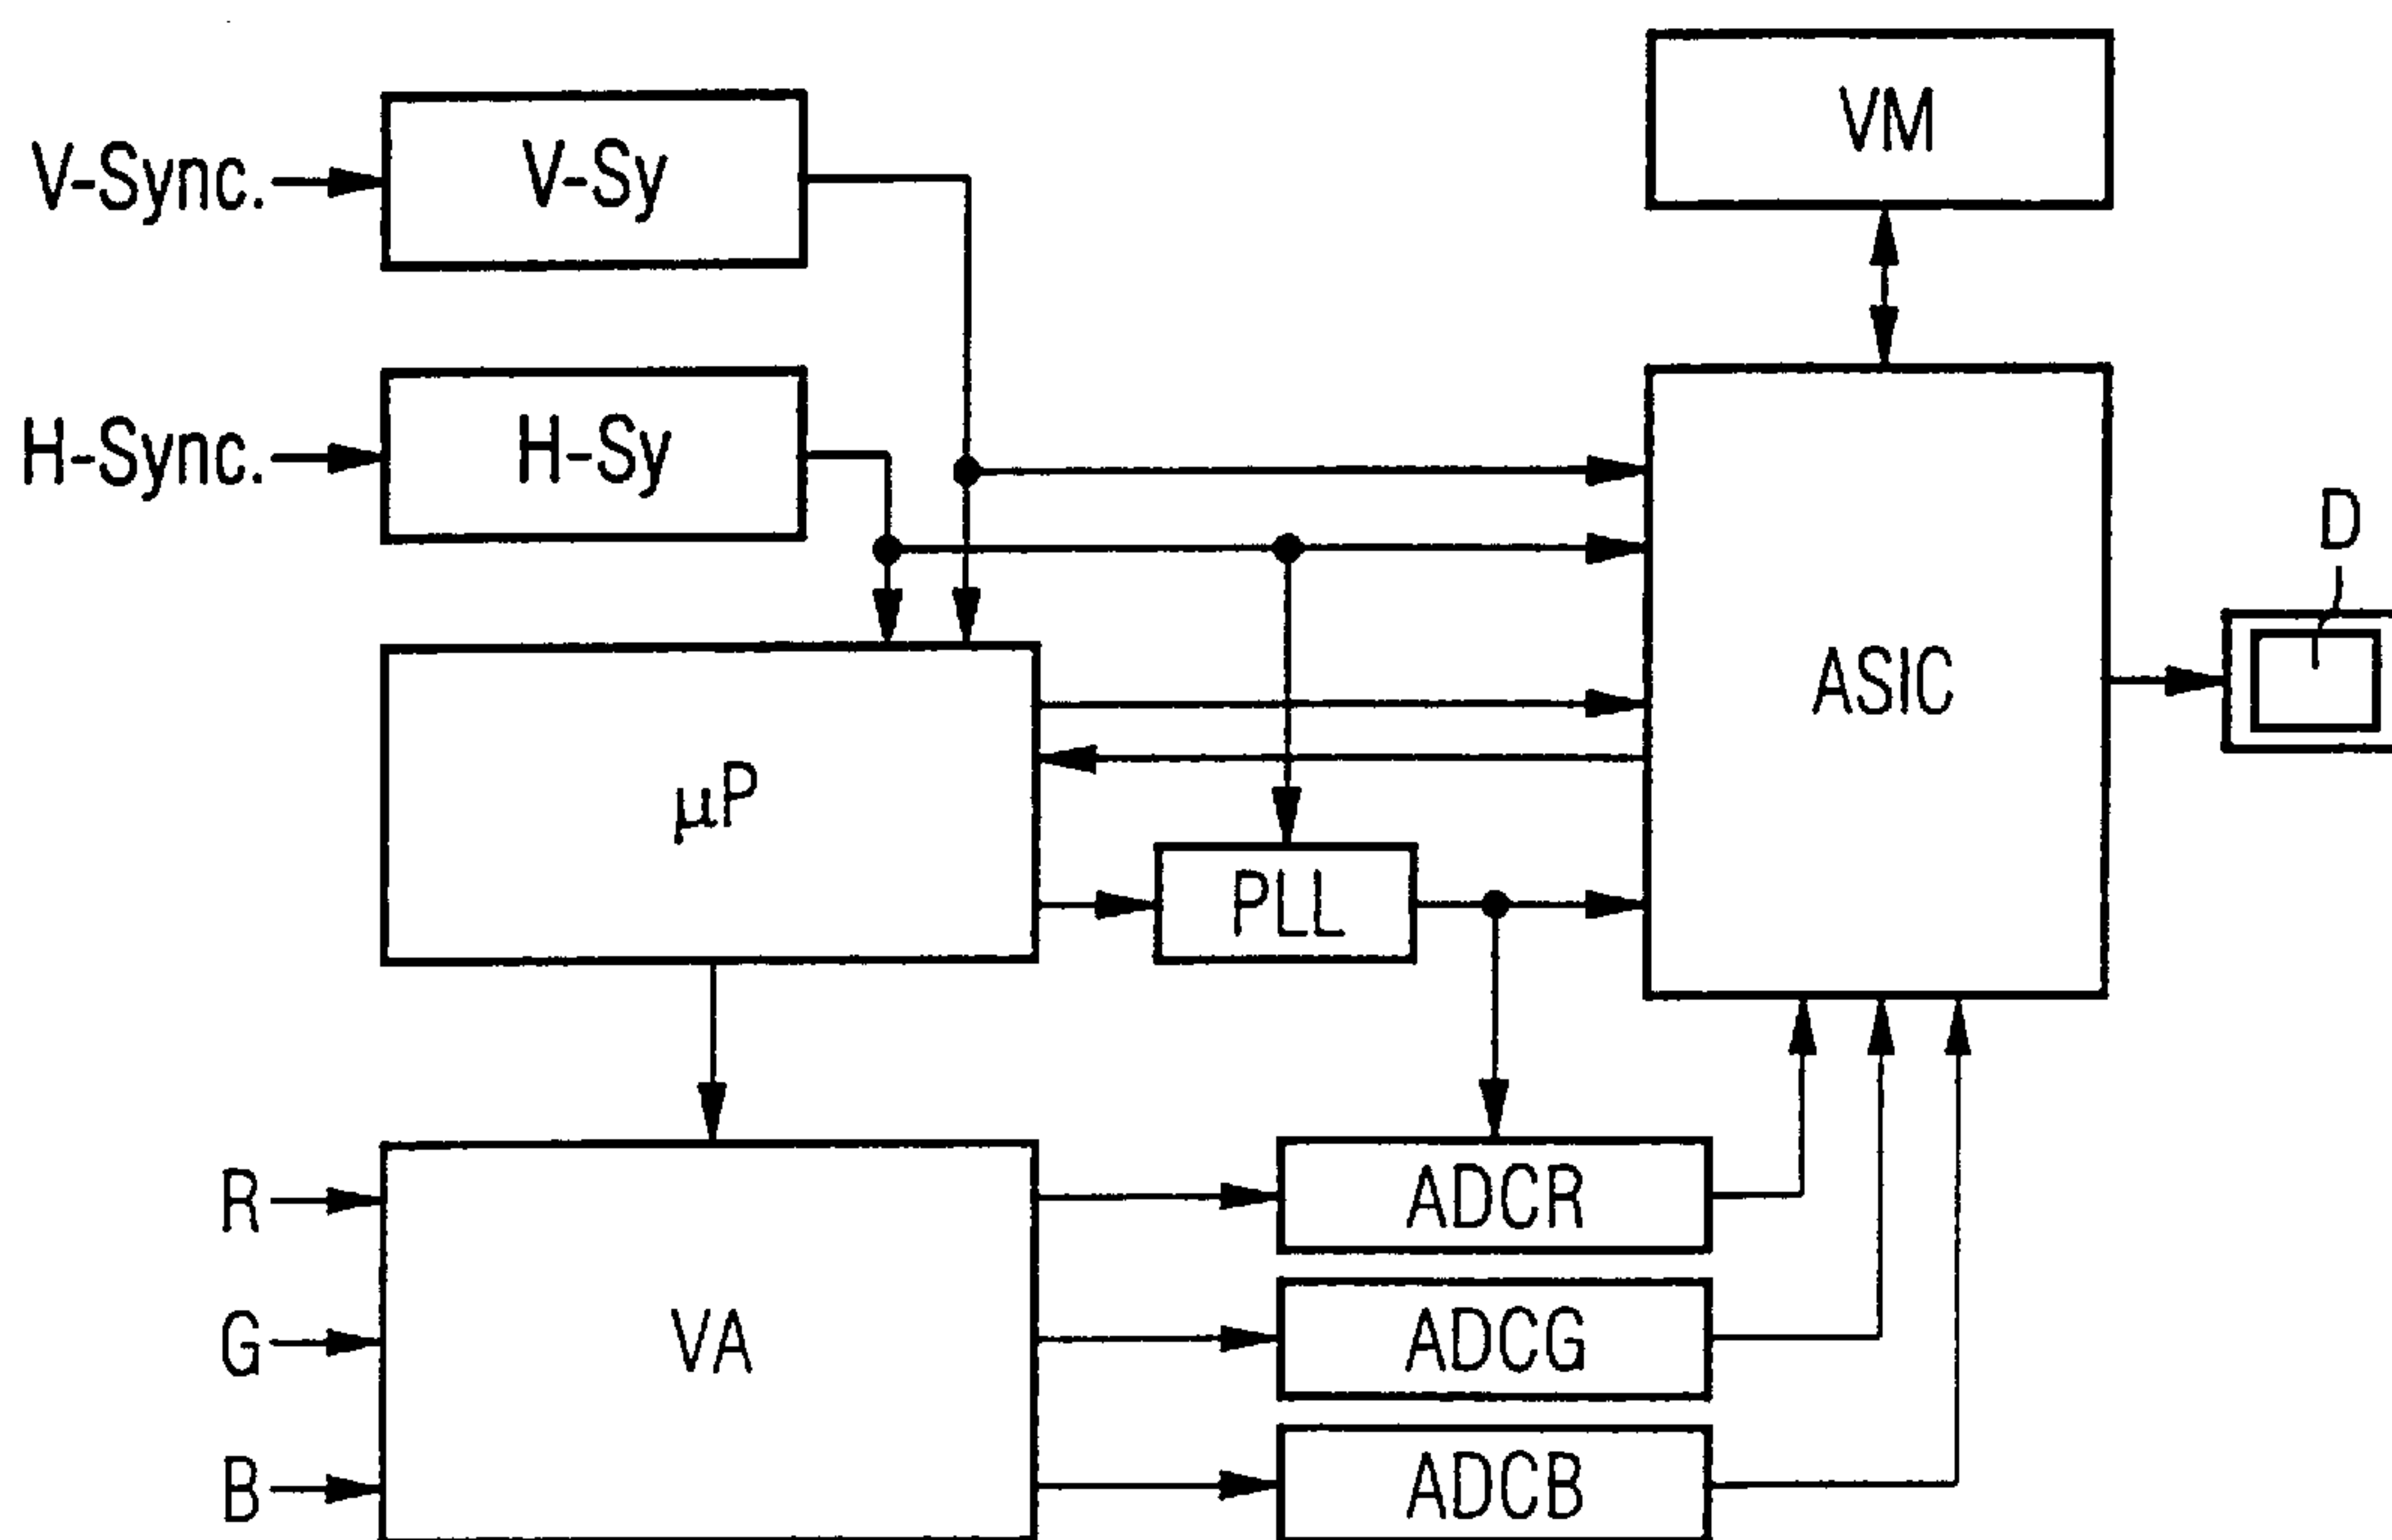 VM
V-Sync.
V-Sy
H-Sync.
H-Sy
D
ASIC
µP
PLL
R
ADCR
G
VA
ADCG
B
ADCB